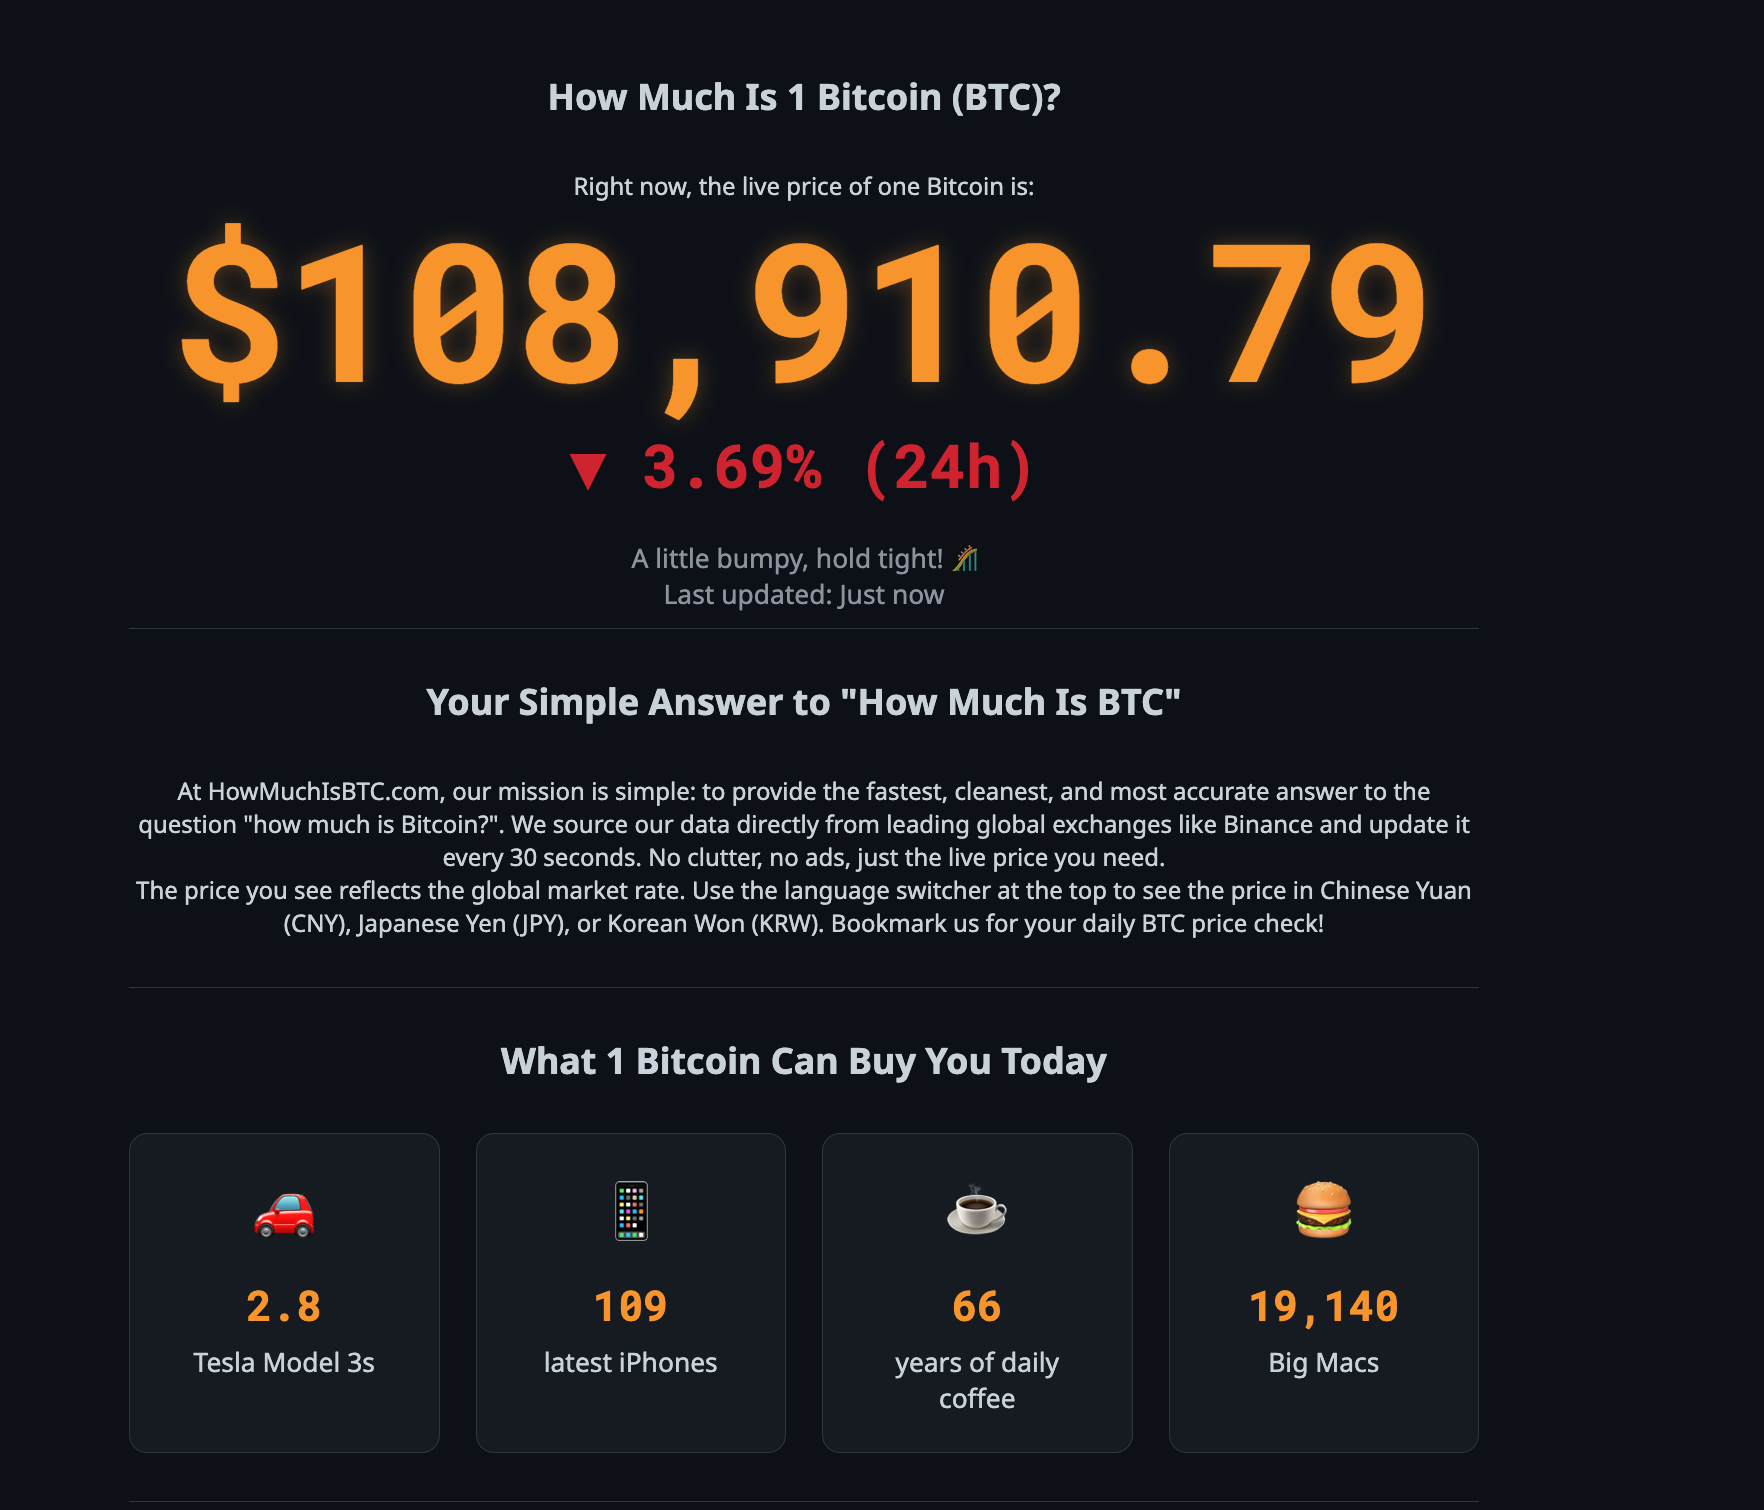 How Much Is 1 Bitcoin (BTC)?
Right now, the live price of one Bitcoin is:
$108,910.79
▼ 3.69% (24h)
A little bumpy, hold tight! 🎢
Last updated: Just now
Your Simple Answer to "How Much Is BTC"
At HowMuchIsBTC.com, our mission is simple: to provide the fastest, cleanest, and most accurate answer to the
question "how much is Bitcoin?". We source our data directly from leading global exchanges like Binance and update it
every 30 seconds. No clutter, no ads, just the live price you need.
The price you see reflects the global market rate. Use the language switcher at the top to see the price in Chinese Yuan
(CNY), Japanese Yen (JPY), or Korean Won (KRW). Bookmark us for your daily BTC price check!
What 1 Bitcoin Can Buy You Today
2.8
Tesla Model 3s
109
latest iPhones
66
years of daily
coffee
19,140
Big Macs